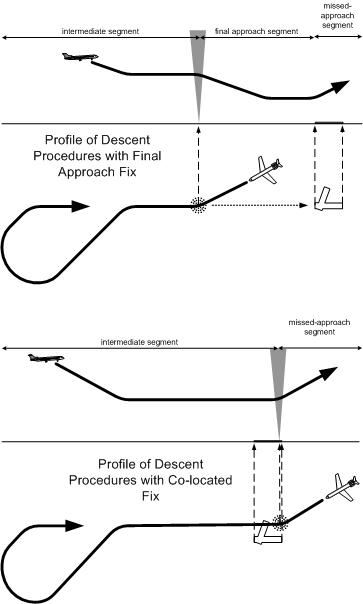 missed-
approach
segment
intermediate segment
final approach segment
Profile of Descent
Procedures with Final
Approach Fix
missed-approach
segment
intermediate segment
Profile of Descent
Procedures with Co-located
Fix